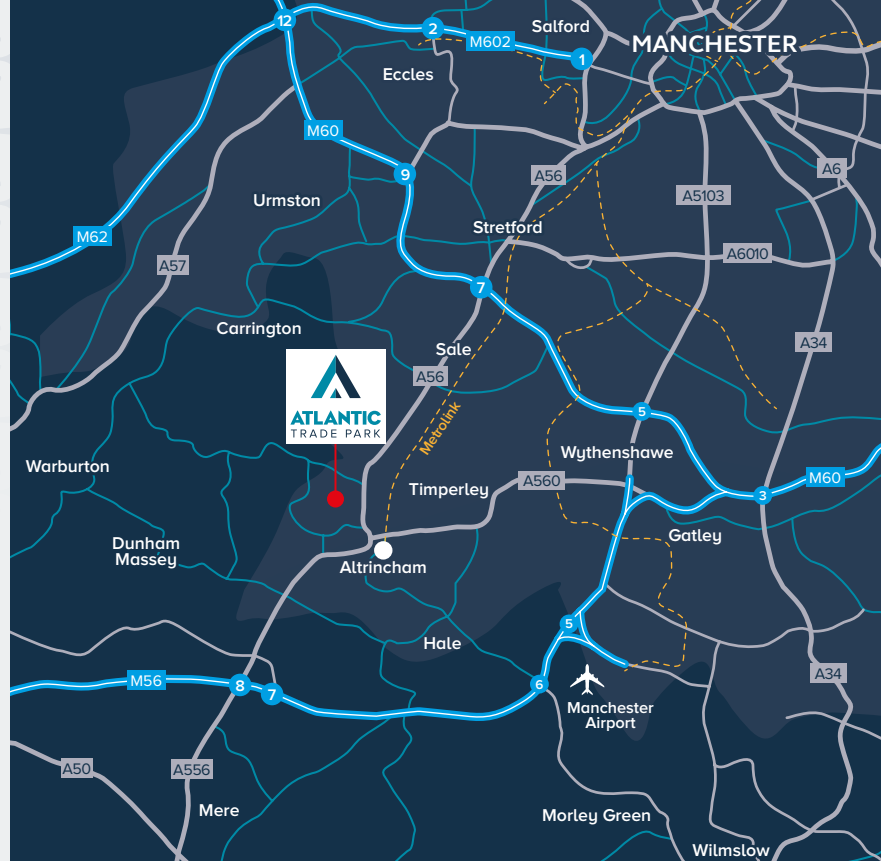 12
2
Salford
M602
MANCHESTER
1
Eccles
M60
9
A56
A6
A5103
Urmston
Stretford
M62
A6010
A57
7
Carrington
A34
Sale
ATLANTIC
TRADE PARK
A56
Metrolink
5
Wythenshawe
Warburton
Timperley
A560
M60
3
Gatley
Dunham
Massey
Altrincham
5
Hale
M56
8
7
6
A34
Manchester
Airport
A50
A556
Mere
Morley Green
Wilmslow